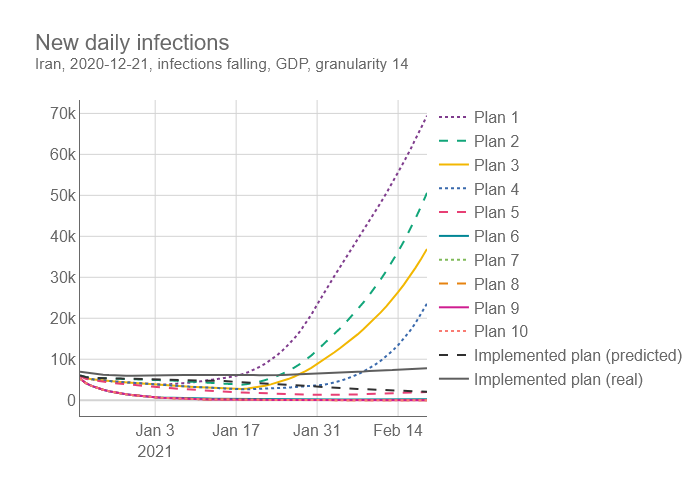 New daily infections
Iran, 2020-12-21, infections falling, GDP, granularity 14
70k
60k
50k
40k
30k
20k
10k
0
Jan 3
2021
Jan 17
Jan 31
Feb 14
Plan 1
Plan 2
Plan 3
Plan 4
Plan 5
Plan 6
Plan 7
Plan 8
Plan 9
Plan 10
Implemented plan (predicted)
Implemented plan (real)